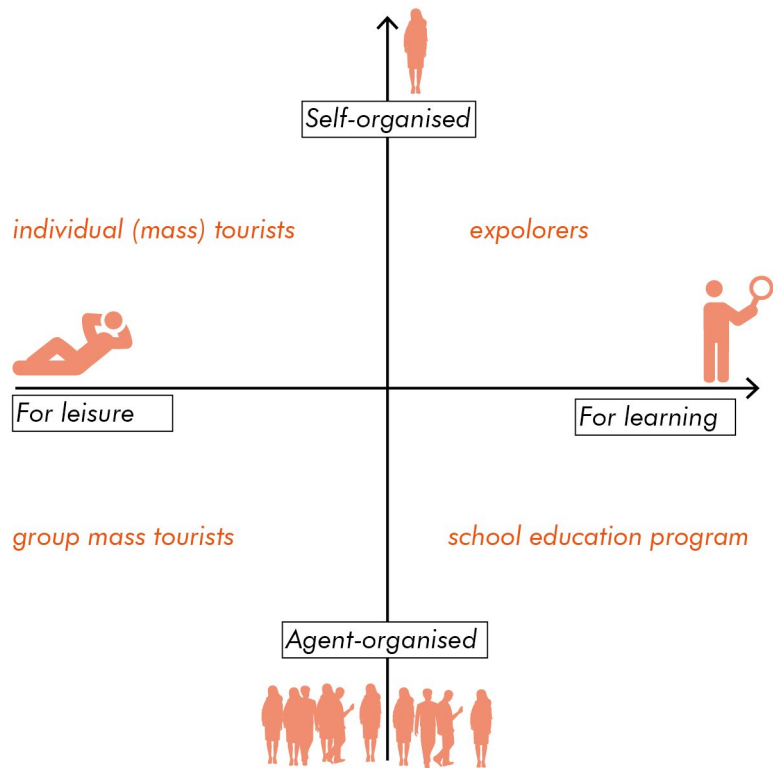 Self-organised
individual (mass) tourists
expolorers
For leisure
For learning
group mass tourists
school education program
Agent-organised